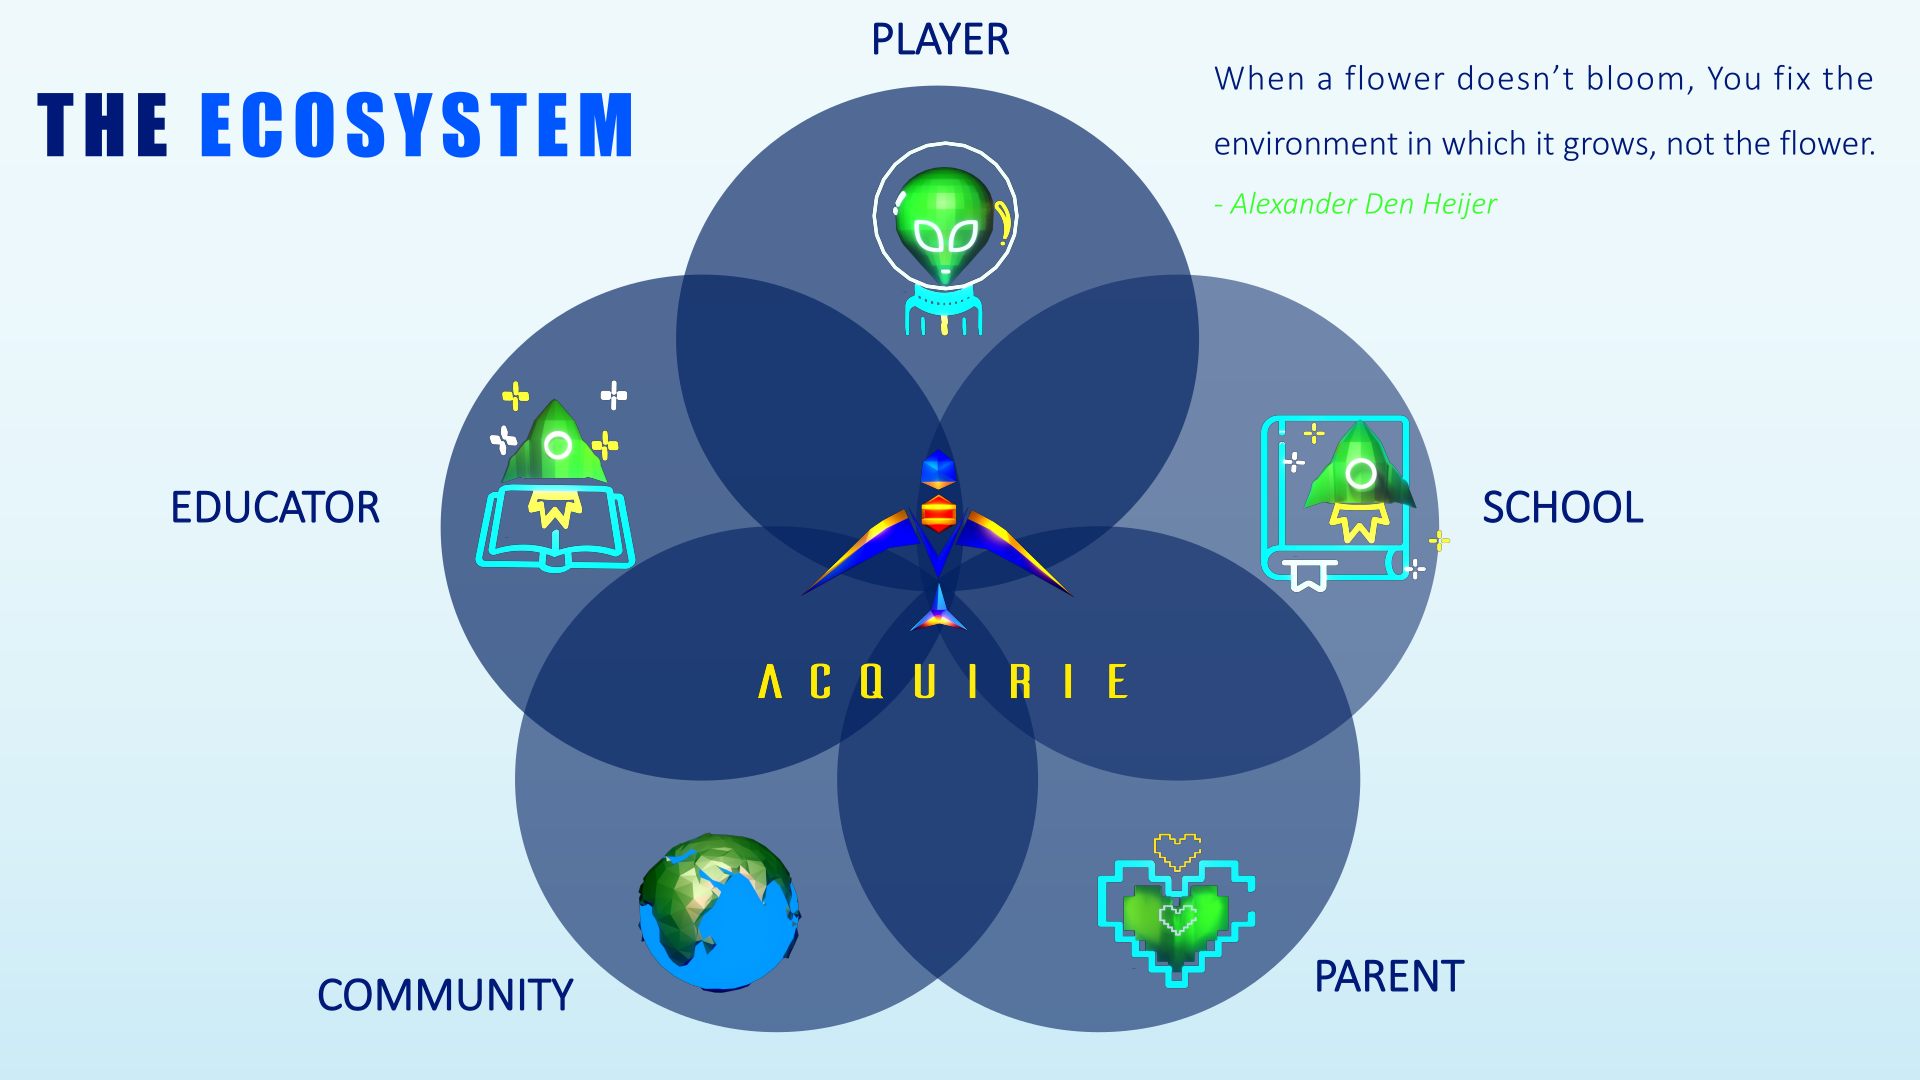 PLAYER
THE ECOSYSTEM
When a flower doesn’t bloom, You fix the
environment in which it grows, not the flower.
- Alexander Den Heijer
EDUCATOR
SCHOOL
ACQUIRIE
COMMUNITY
PARENT